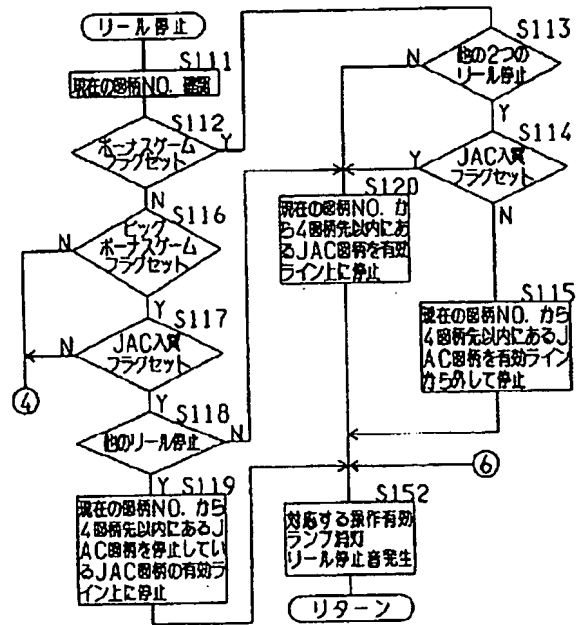 リール停止
S111
現在の図柄NO. 確認
S112
ボーナスゲーム
フラグセット
Y
N
S116
ビッグ
ボーナスゲーム
フラグセット
N
Y
S117
JAC入賞
フラグセット
N
Y
④
S118
他のリール停止
N
Y
S119
現在の図柄NO. から
4図柄先以内にあるJ
AC図柄を停止してい
るJAC図柄の有効ラ
イン上に停止
S113
他の2つの
リール停止
N
Y
S114
JAC入賞
フラグセット
Y
N
S120
現在の図柄NO. か
ら4図柄先以内にあ
るJAC図柄を有効
ライン上に停止
S115
現在の図柄NO. から
4図柄先以内にあるJ
AC図柄を有効ライン
から外して停止
⑥
S152
対応する操作有効
ランプ消灯
リール停止音発生
リターン